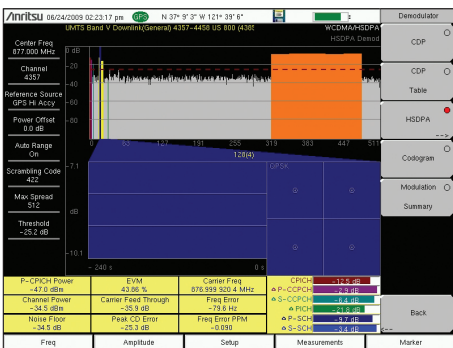 Anritsu 06/24/2009 02:23:17 pm GPS N 37° 9' 3" W 121° 39' 6"
Demodulator
UMTS Band V Downlink(General) 4357-4458 US 800 (4385
WCDMA/HSDPA
HSDPA Demod
Center Freq
877.000 MHz
Channel
4357
Reference Source
GPS Hi Accy
Power Offset
0.0 dB
Auto Range
On
Scrambling Code
422
Max Spread
512
Threshold
-25.2 dB
0 dB
-20
-40
-60
-80
0 63 127 191 255 319 383 447 511
128(4)
-7.1
dB
-10.1
- 240 s
0 s
QPSK
CDP
CDP
Table
HSDPA
-->
Codogram
Modulation
Summary
Back
<--
P-CPICH Power
-47.0 dBm
EVM
43.86 %
Carrier Freq
876.999 920 4 MHz
Channel Power
-34.5 dBm
Carrier Feed Through
-35.9 dB
Freq Error
-79.6 Hz
Noise Floor
-34.5 dB
Peak CD Error
-25.3 dB
Freq Error PPM
-0.090
CPICH -12.5 dB
P-CCPCH -2.9 dB
S-CCPCH -6.4 dB
PICH -21.8 dB
P-SCH -9.7 dB
S-SCH -3.4 dB
Freq
Amplitude
Setup
Measurements
Marker